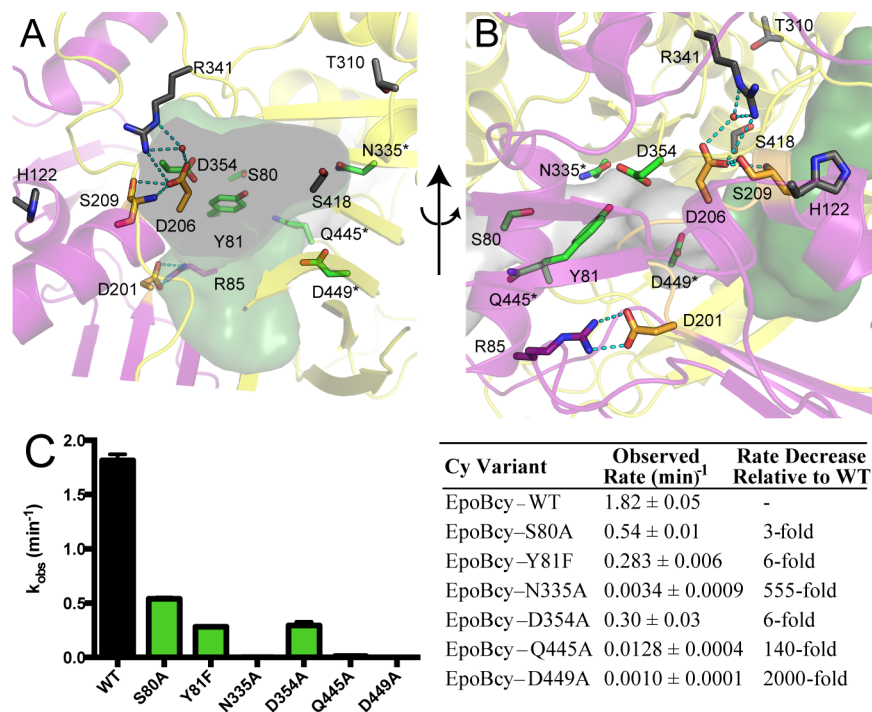 A
R341
T310
D354
S80
N335*
H122
S209
S418
D206
Y81
Q445*
D201
R85
D449*
B
T310
R341
N335*
D354
S418
S209
H122
S80
D206
Y81
D449*
Q445*
D201
R85
C
k_obs (min⁻¹)
2.0
1.5
1.0
0.5
0.0
WT
S80A
Y81F
N335A
D354A
Q445A
D449A
Cy Variant Observed Rate (min)⁻¹ Rate Decrease Relative to WT
EpoBcy–WT 1.82 ± 0.05 -
EpoBcy–S80A 0.54 ± 0.01 3-fold
EpoBcy–Y81F 0.283 ± 0.006 6-fold
EpoBcy–N335A 0.0034 ± 0.0009 555-fold
EpoBcy–D354A 0.30 ± 0.03 6-fold
EpoBcy–Q445A 0.0128 ± 0.0004 140-fold
EpoBcy–D449A 0.0010 ± 0.0001 2000-fold